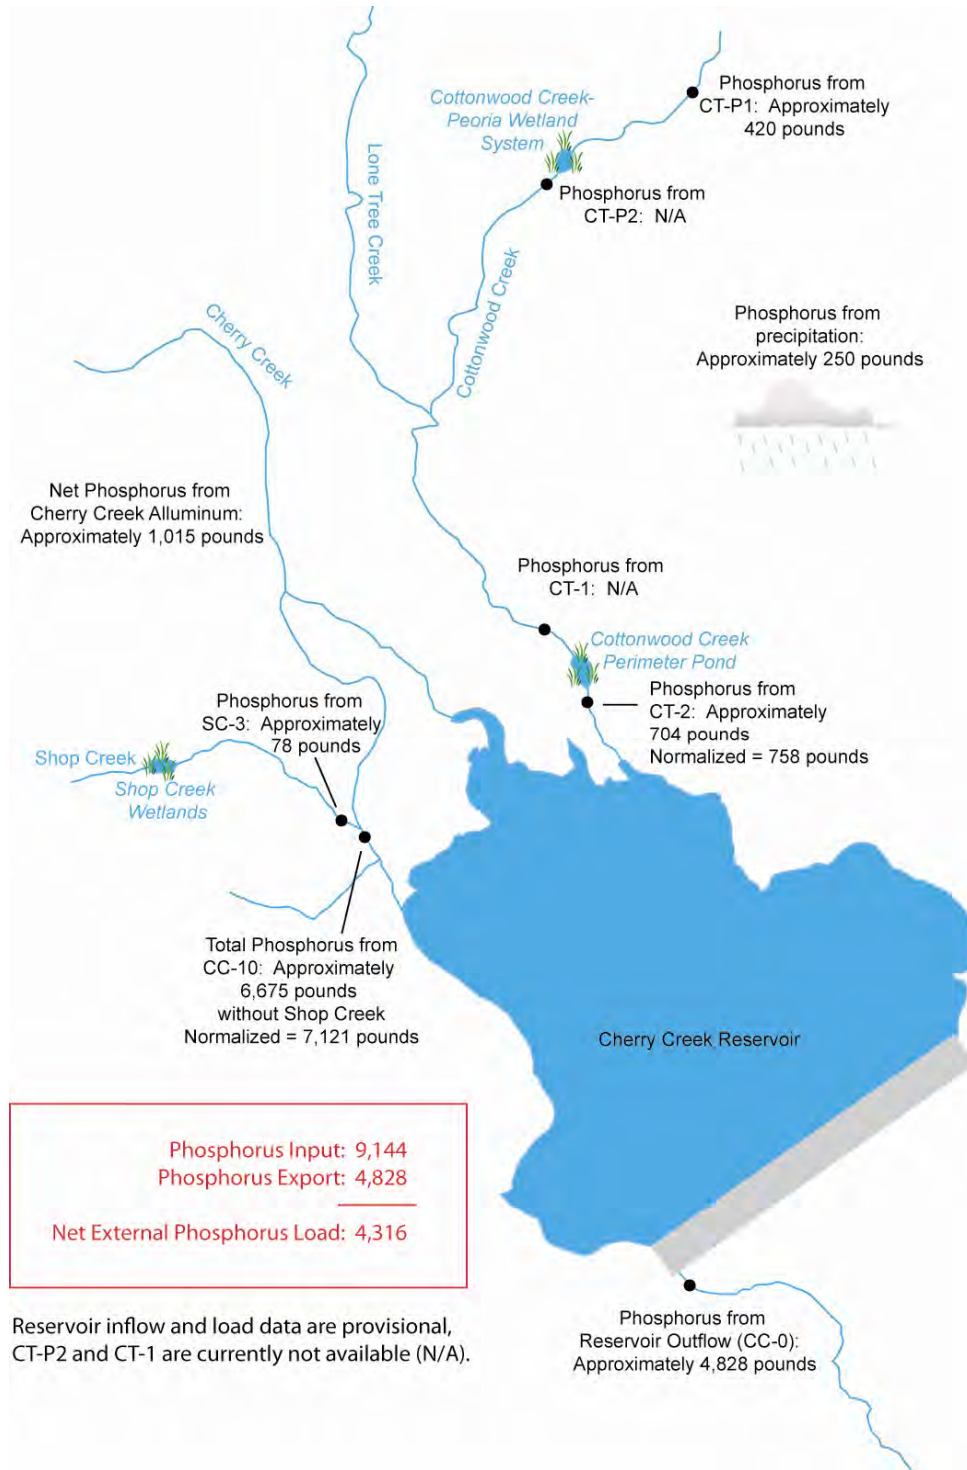 Phosphorus from
CT-P1: Approximately
420 pounds
Cottonwood Creek-
Peoria Wetland
System
Phosphorus from
CT-P2: N/A
Lone Tree Creek
Cottonwood Creek
Cherry Creek
Phosphorus from
precipitation:
Approximately 250 pounds
Net Phosphorus from
Cherry Creek Alluminum:
Approximately 1,015 pounds
Phosphorus from
CT-1: N/A
Cottonwood Creek
Perimeter Pond
Phosphorus from
CT-2: Approximately
704 pounds
Normalized = 758 pounds
Phosphorus from
SC-3: Approximately
78 pounds
Shop Creek
Shop Creek
Wetlands
Total Phosphorus from
CC-10: Approximately
6,675 pounds
without Shop Creek
Normalized = 7,121 pounds
Cherry Creek Reservoir
Phosphorus Input: 9,144
Phosphorus Export: 4,828
Net External Phosphorus Load: 4,316
Reservoir inflow and load data are provisional,
CT-P2 and CT-1 are currently not available (N/A).
Phosphorus from
Reservoir Outflow (CC-0):
Approximately 4,828 pounds